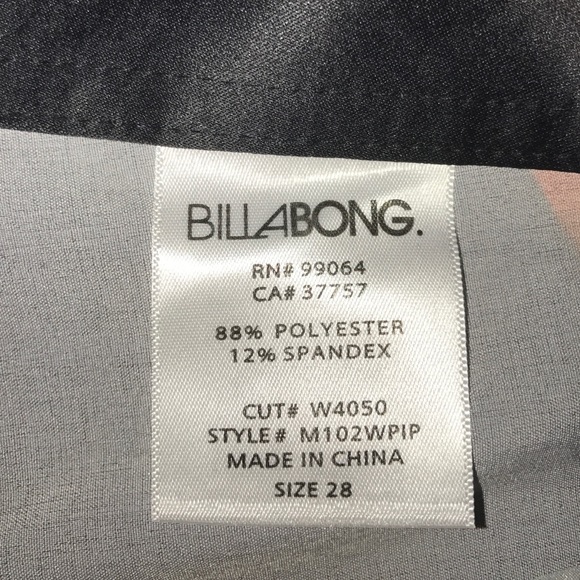 BILLABONG.
RN# 99064
CA# 37757
88% POLYESTER
12% SPANDEX
CUT# W4050
STYLE# M102WPIP
MADE IN CHINA
SIZE 28